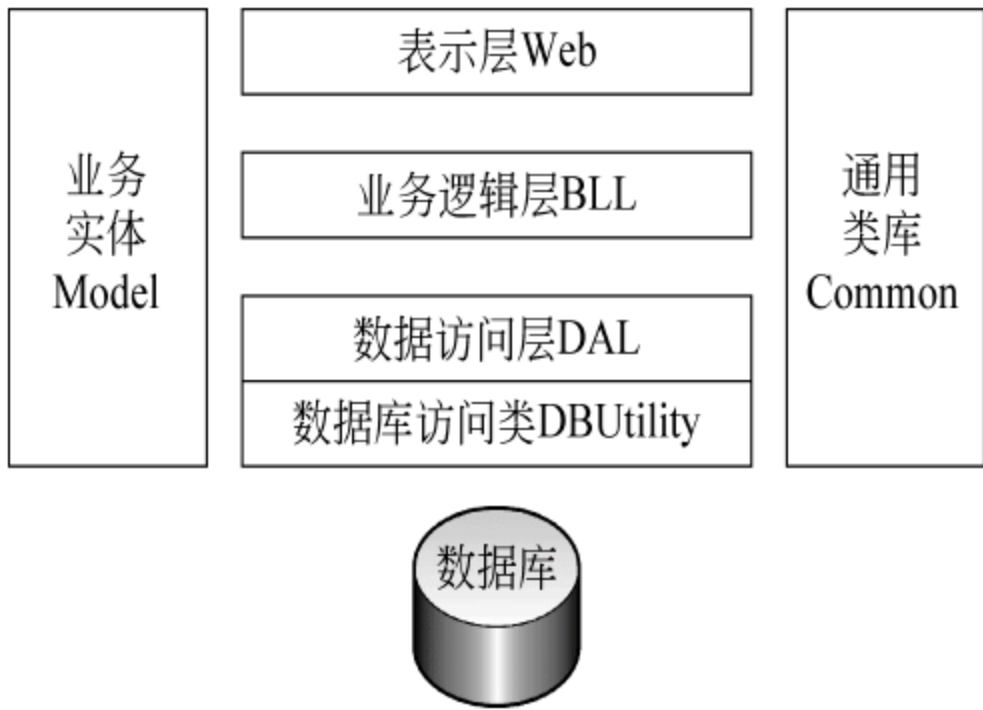 业务
实体
Model
表示层Web
业务逻辑层BLL
数据访问层DAL
数据库访问类DBUtility
通用
类库
Common
数据库